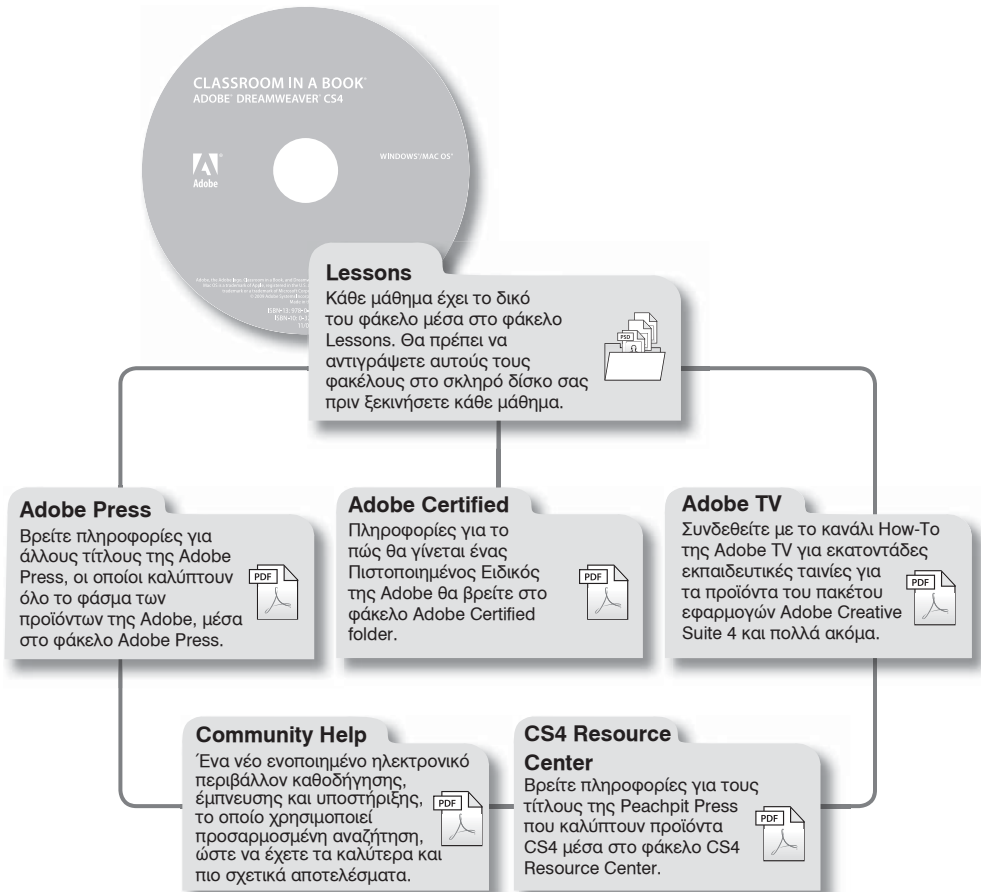 CLASSROOM IN A BOOK
ADOBE® DREAMWEAVER® CS4
WINDOWS®/MAC OS®
Adobe
Lessons
Κάθε μάθημα έχει το δικό
του φάκελο μέσα στο φάκελο
Lessons. Θα πρέπει να
αντιγράψετε αυτούς τους
φακέλους στο σκληρό δίσκο σας
πριν ξεκινήσετε κάθε μάθημα.
PSD
Adobe Press
Βρείτε πληροφορίες για
άλλους τίτλους της Adobe
Press, οι οποίοι καλύπτουν
όλο το φάσμα των
προϊόντων της Adobe, μέσα
στο φάκελο Adobe Press.
PDF
Adobe Certified
Πληροφορίες για το
πώς θα γίνεται ένας
Πιστοποιημένος Ειδικός
της Adobe θα βρείτε στο
φάκελο Adobe Certified
folder.
PDF
Adobe TV
Συνδεθείτε με το κανάλι How-To
της Adobe TV για εκατοντάδες
εκπαιδευτικές ταινίες για
τα προϊόντα του πακέτου
εφαρμογών Adobe Creative
Suite 4 και πολλά ακόμα.
PDF
Community Help
Ένα νέο ενοποιημένο ηλεκτρονικό
περιβάλλον καθοδήγησης,
έμπνευσης και υποστήριξης,
το οποίο χρησιμοποιεί
προσαρμοσμένη αναζήτηση,
ώστε να έχετε τα καλύτερα και
πιο σχετικά αποτελέσματα.
PDF
CS4 Resource
Center
Βρείτε πληροφορίες για τους
τίτλους της Peachpit Press
που καλύπτουν προϊόντα
CS4 μέσα στο φάκελο CS4
Resource Center.
PDF